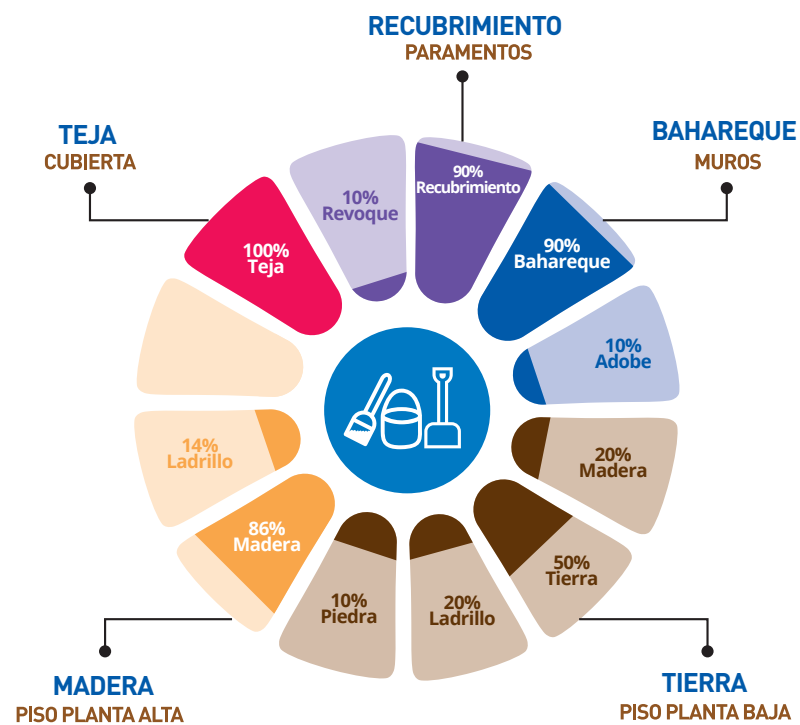 RECUBRIMIENTO
PARAMENTOS
TEJA
CUBIERTA
BAHAREQUE
MUROS
10%
Revoque
90%
Recubrimiento
100%
Teja
90%
Bahareque
10%
Adobe
14%
Ladrillo
20%
Madera
86%
Madera
50%
Tierra
10%
Piedra
20%
Ladrillo
MADERA
PISO PLANTA ALTA
TIERRA
PISO PLANTA BAJA